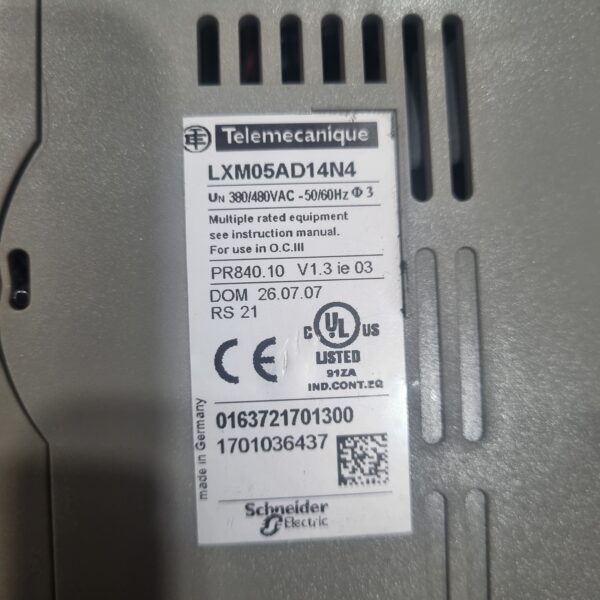 Telemecanique
LXM05AD14N4
UN 380/480VAC - 50/60Hz Φ 3
Multiple rated equipment
see instruction manual.
For use in O.C.III
PR840.10 V1.3 ie 03
DOM 26.07.07
RS 21
CE
C UL US
LISTED
91ZA
IND.CONT.EQ
made in Germany
0163721701300
1701036437
Schneider
Electric